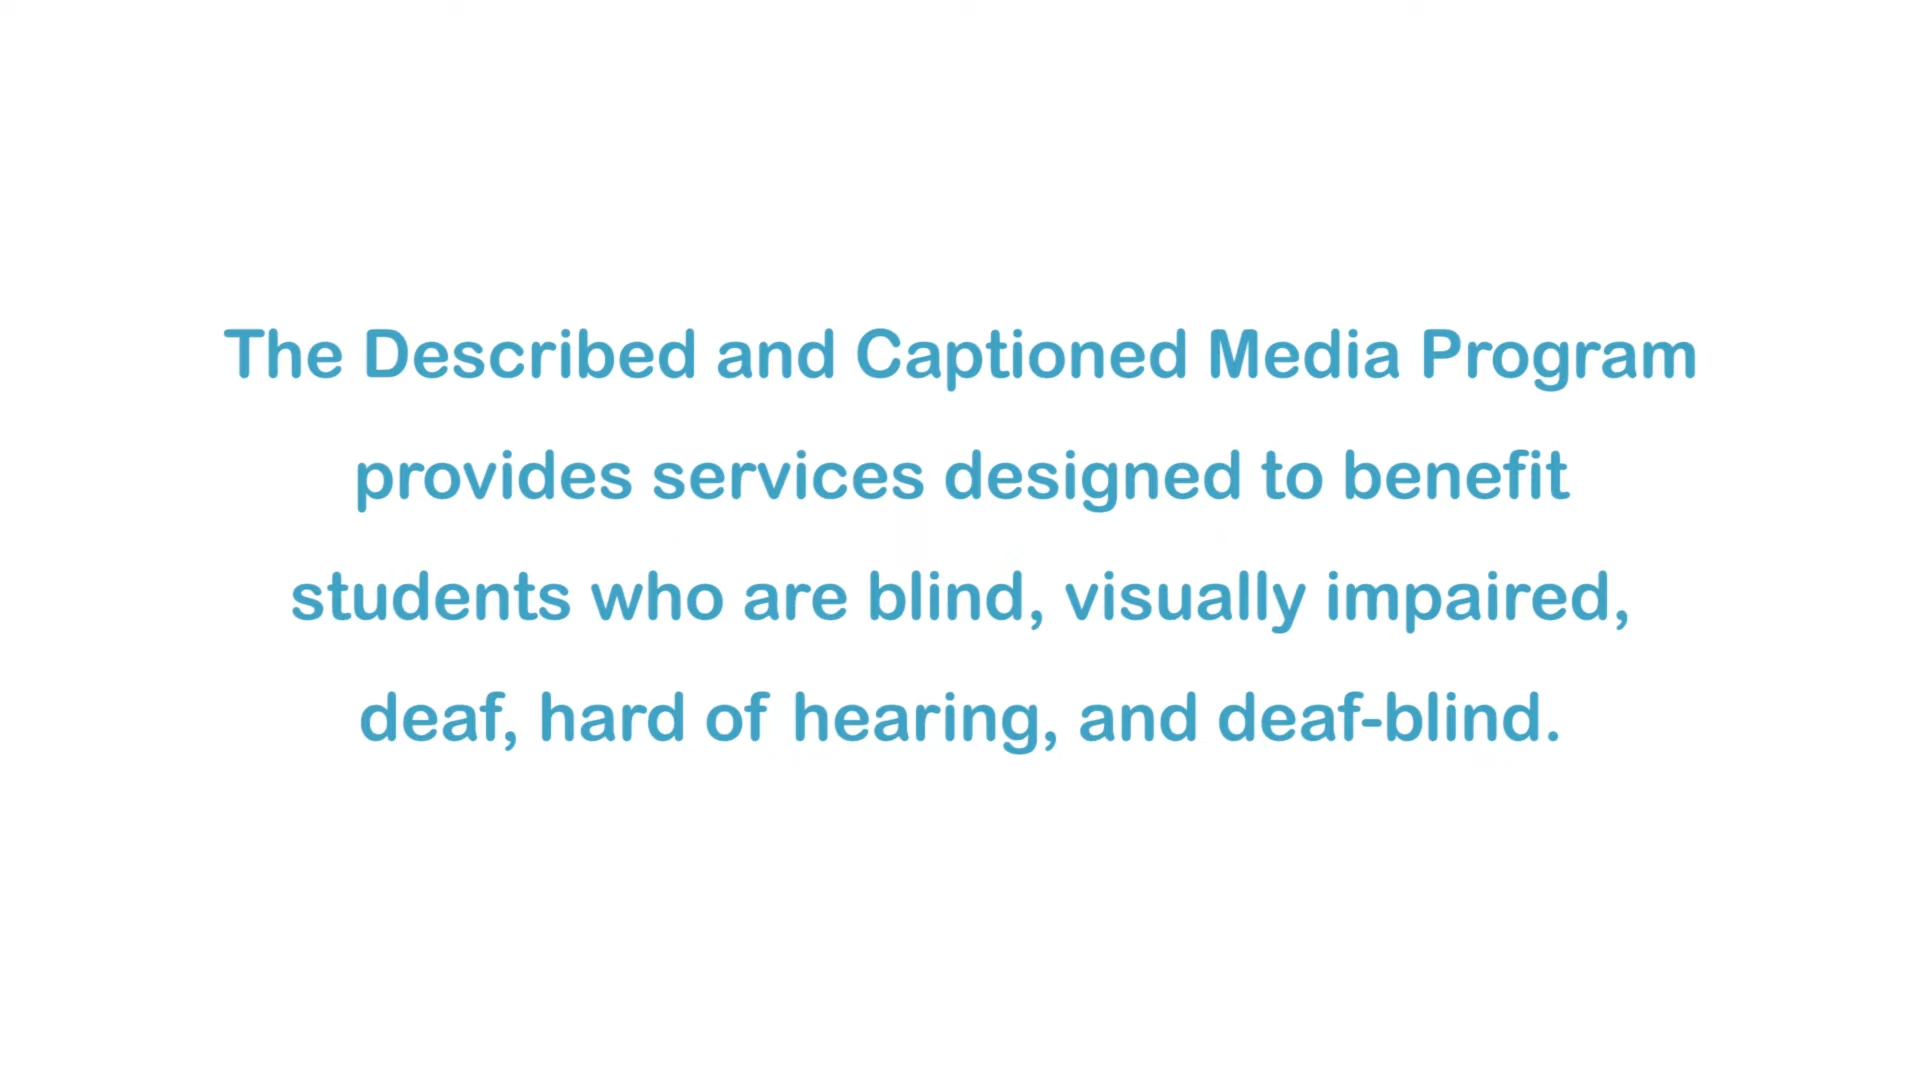 The Described and Captioned Media Program
provides services designed to benefit
students who are blind, visually impaired,
deaf, hard of hearing, and deaf-blind.